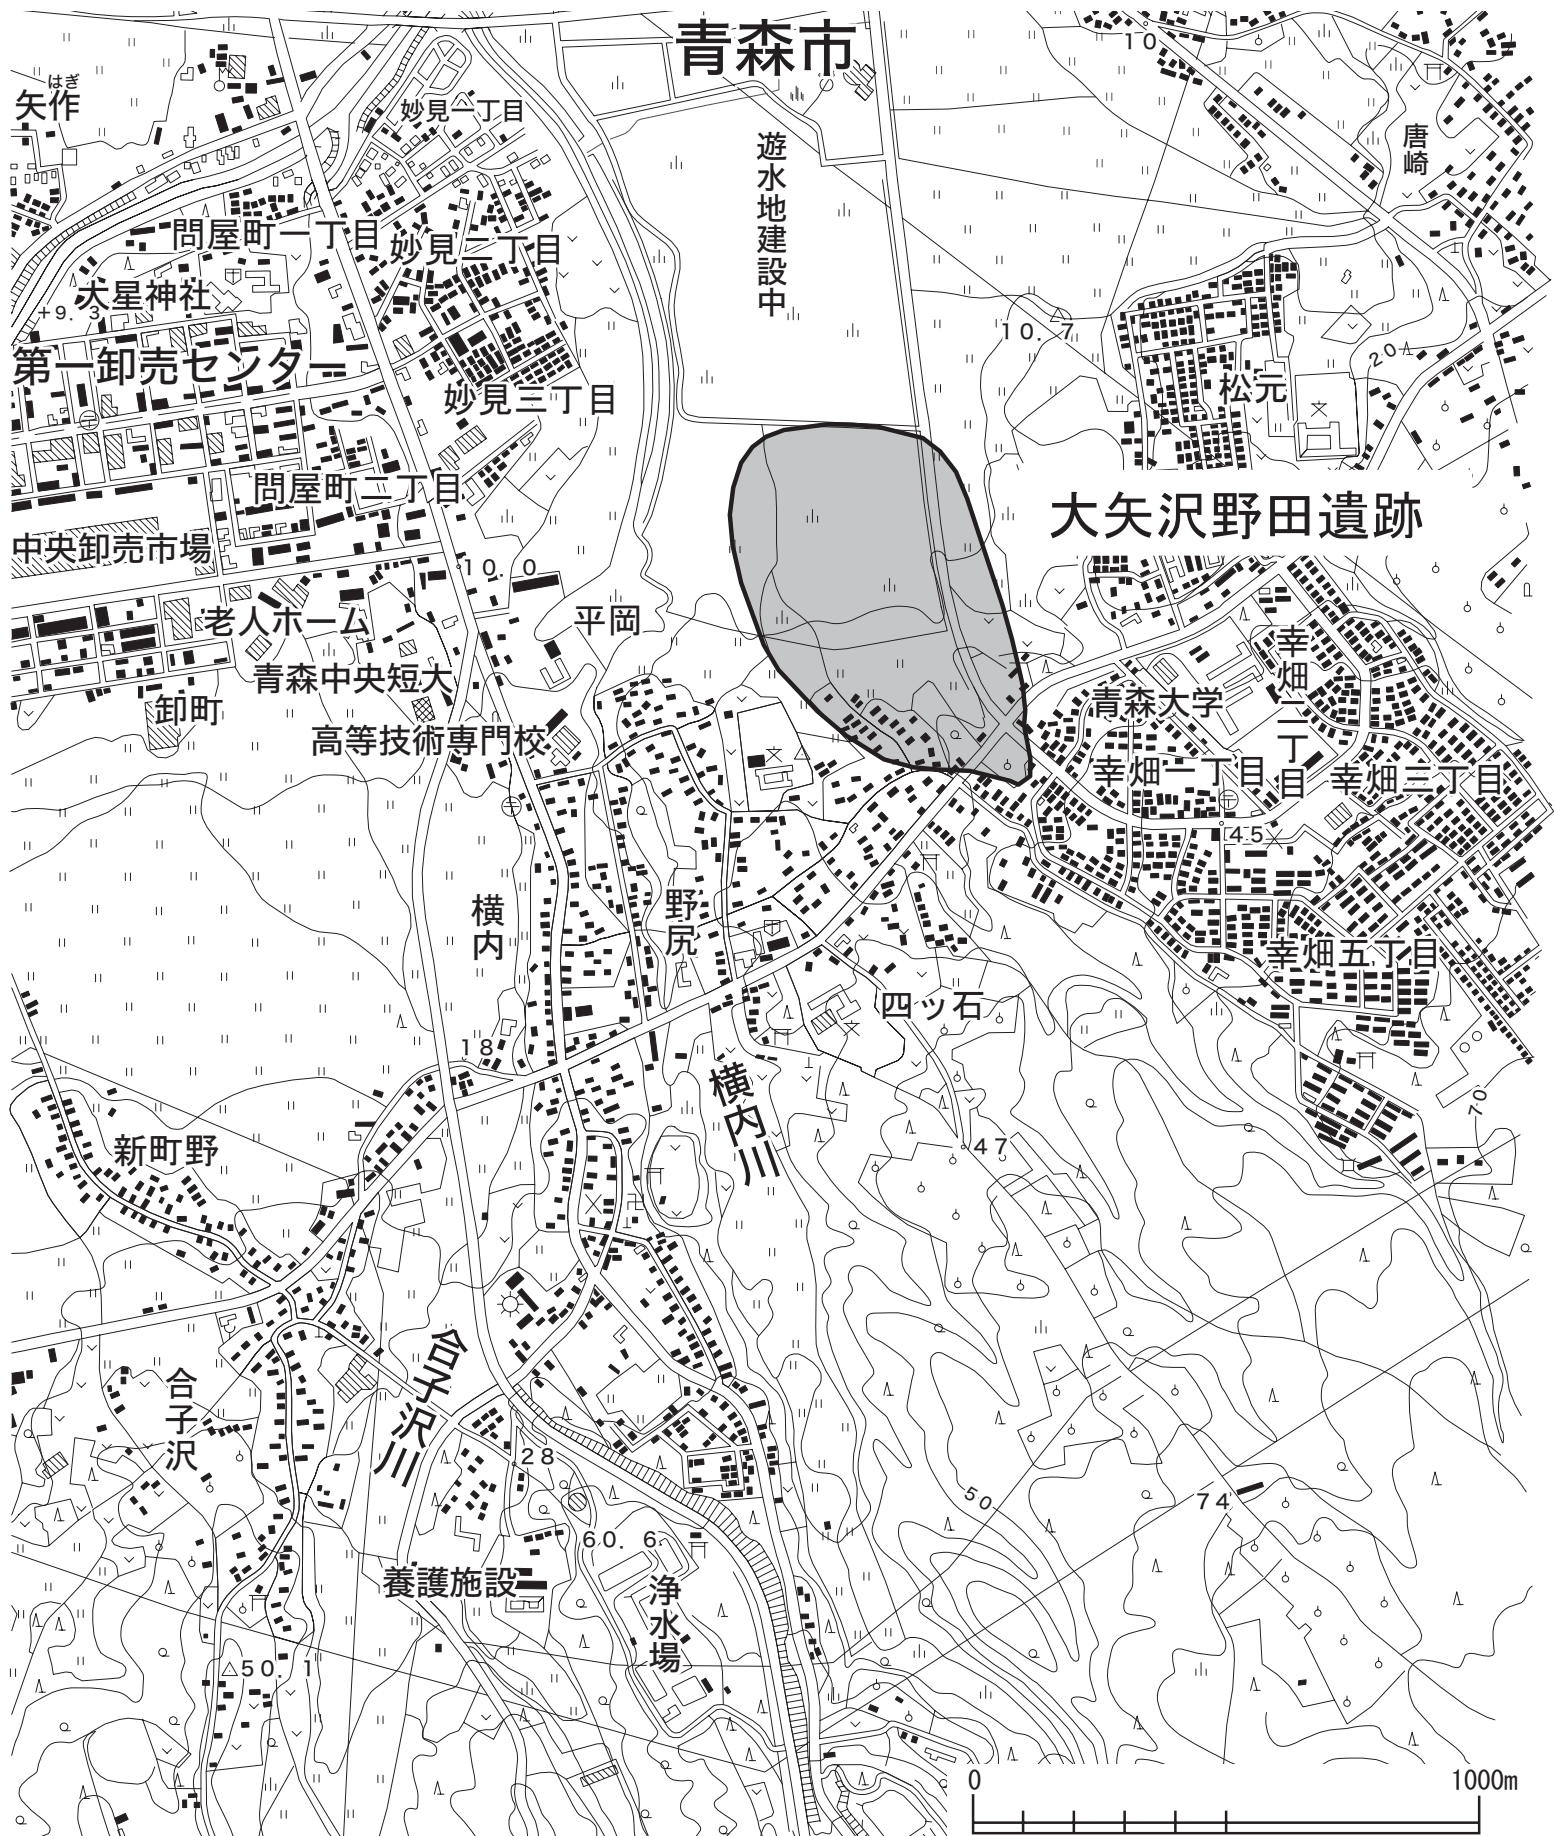 青森市
10
はぎ
矢作
妙見一丁目
唐崎
遊水地建設中
問屋町一丁目
妙見二丁目
大星神社
9.3
10.7
20
第一卸売センター
妙見三丁目
松元
問屋町二丁目
大矢沢野田遺跡
中央卸売市場
10.0
老人ホーム
平岡
幸畑二丁目
青森中央短大
青森大学
卸町
高等技術専門校
幸畑一丁目
幸畑三丁目
45
横内
野尻
幸畑五丁目
四ッ石
18
横内川
70
新町野
47
合子沢川
合子沢
28
50
74
60.6
養護施設
浄水場
50.1
0
1000m